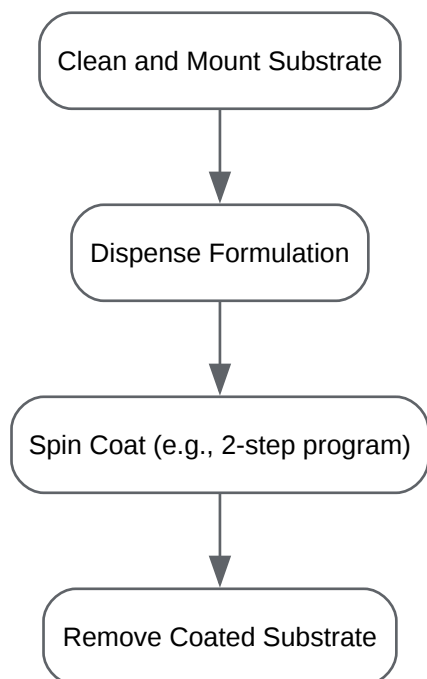 Clean and Mount Substrate
Dispense Formulation
Spin Coat (e.g., 2-step program)
Remove Coated Substrate